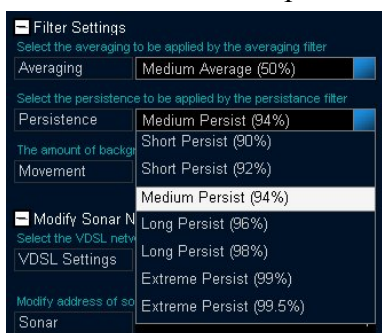 Filter Settings
Select the averaging to be applied by the averaging filter
Averaging Medium Average (50%)
Select the persistence to be applied by the persistance filter
Persistence Medium Persist (94%)
Short Persist (90%)
The amount of backgr
Movement Short Persist (92%)
Medium Persist (94%)
Modify Sonar N
Long Persist (96%)
Select the VDSL netw
VDSL Settings Long Persist (98%)
Extreme Persist (99%)
Modify address of so
Extreme Persist (99.5%)
Sonar